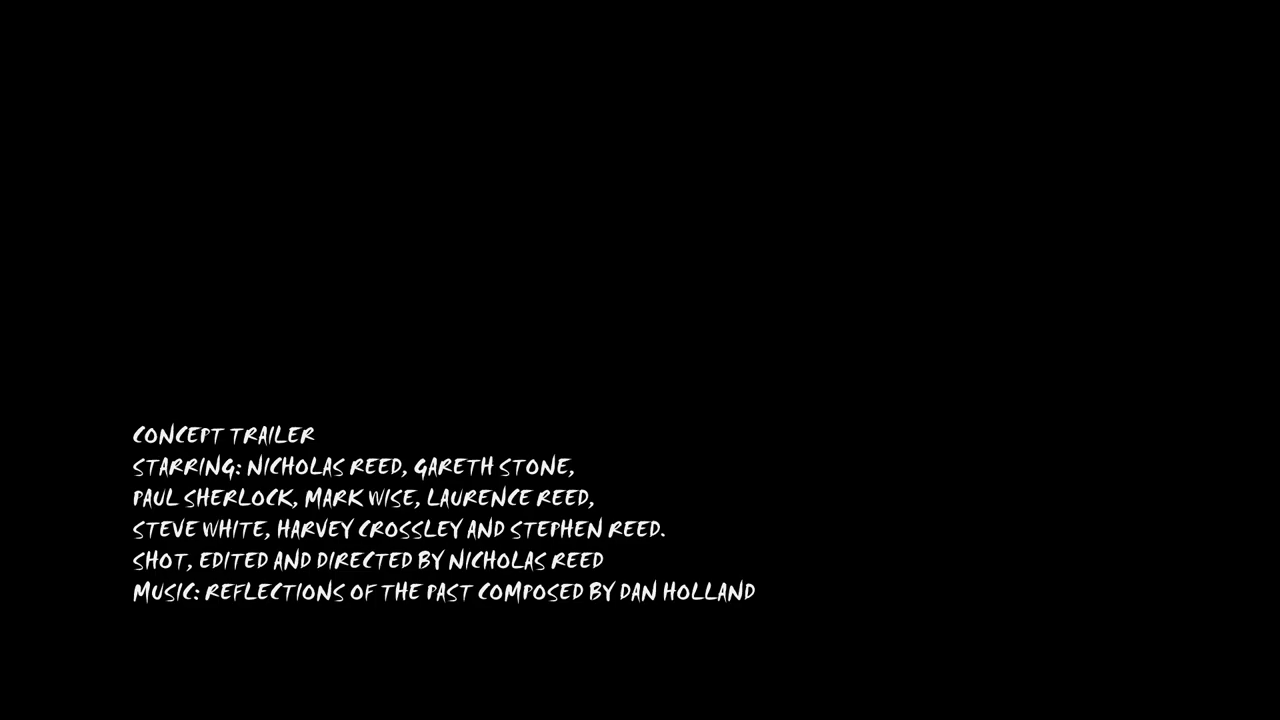 CONCEPT TRAILER
STARRING: NICHOLAS REED, GARETH STONE,
PAUL SHERLOCK, MARK WISE, LAURENCE REED,
STEVE WHITE, HARVEY CROSSLEY AND STEPHEN REED.
SHOT, EDITED AND DIRECTED BY NICHOLAS REED
MUSIC: REFLECTIONS OF THE PAST COMPOSED BY DAN HOLLAND